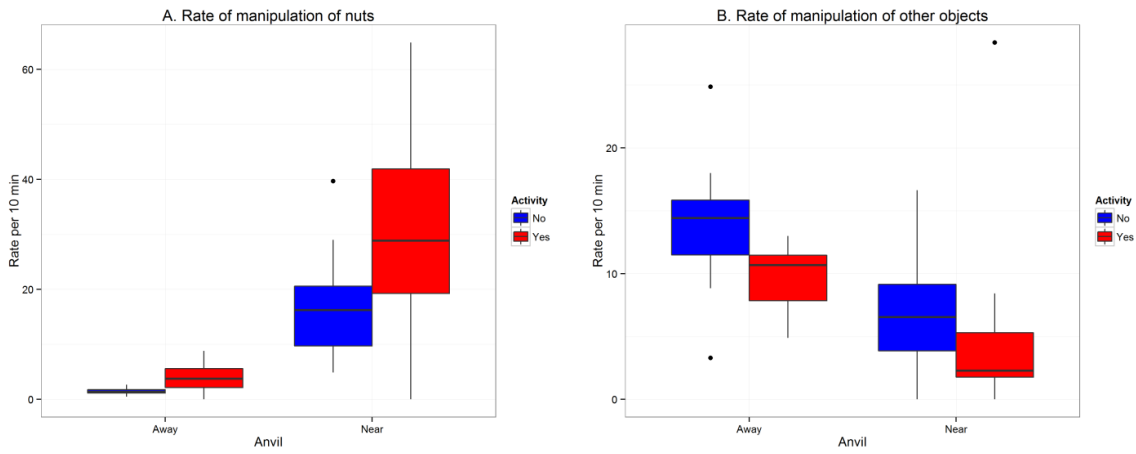 A. Rate of manipulation of nuts
Rate per 10 min
60
40
20
0
Away
Near
Anvil
Activity
No
Yes
B. Rate of manipulation of other objects
Rate per 10 min
20
10
0
Away
Near
Anvil
Activity
No
Yes